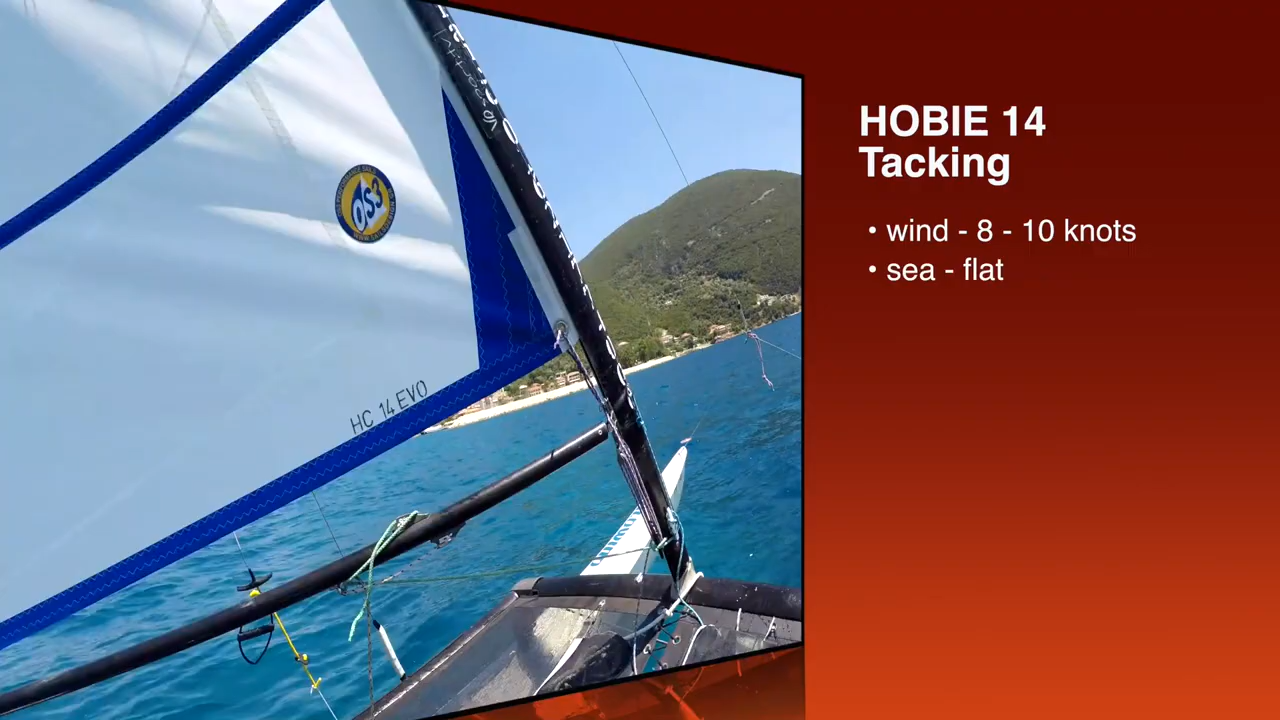 HOBIE 14
Tacking
• wind - 8 - 10 knots
• sea - flat
OS3
HC 14 EVO